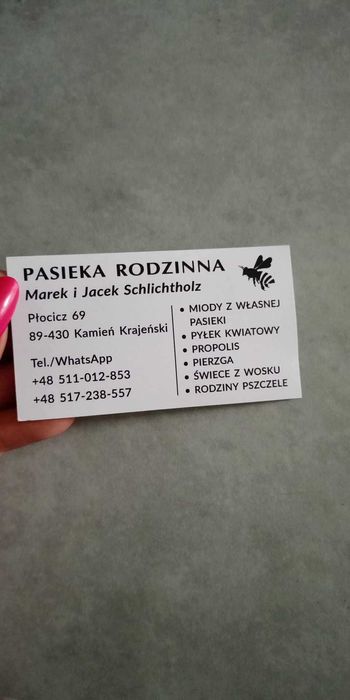 PASIEKA RODZINNA
Marek i Jacek Schlichtholz
Płocicz 69
89-430 Kamień Krajeński
Tel./WhatsApp
+48 511-012-853
+48 517-238-557
• MIODY Z WŁASNEJ
PASIEKI
• PYŁEK KWIATOWY
• PROPOLIS
• PIERZGA
• ŚWIECE Z WOSKU
• RODZINY PSZCZELE